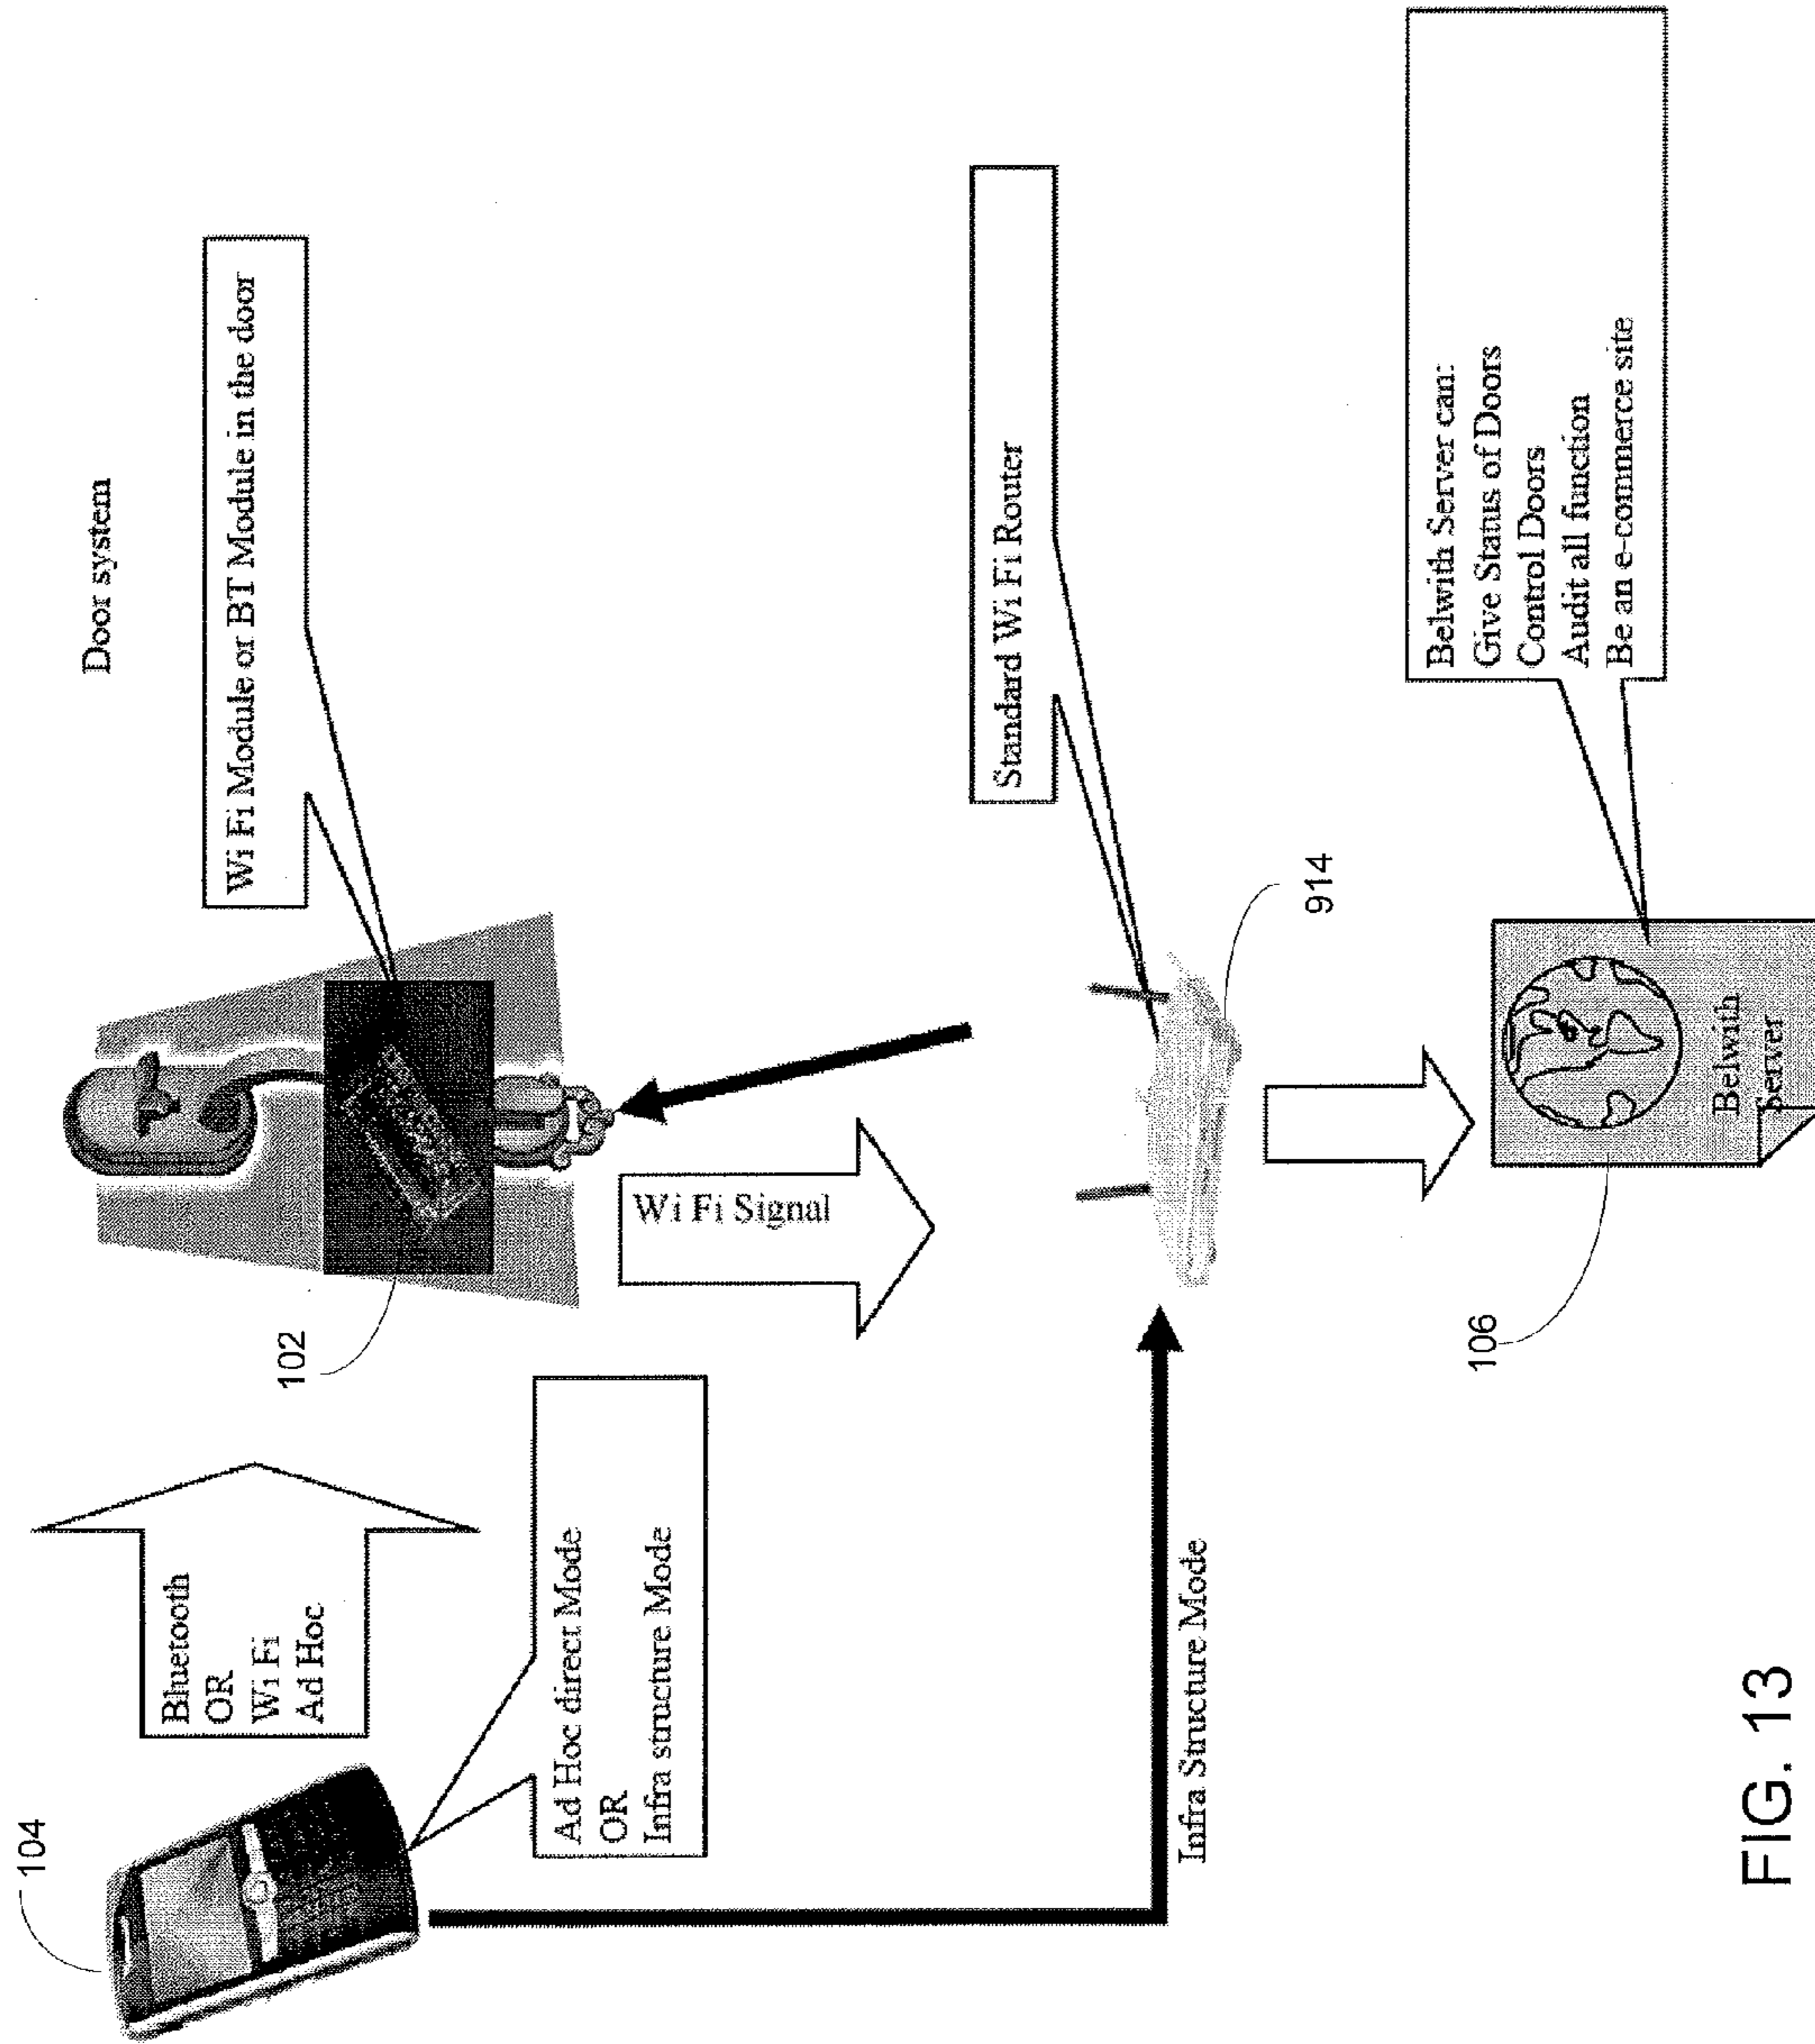 Door system
104
Bluetooth
OR
Wi Fi
Ad Hoc
102
Wi Fi Module or BT Module in the door
Ad Hoc direct Mode
OR
Infra structure Mode
Wi Fi Signal
Standard Wi Fi Router
Infra Structure Mode
914
106
Belwith
Server
Belwith Server can:
Give Status of Doors
Control Doors
Audit all function
Be an e-commerce site
FIG. 13